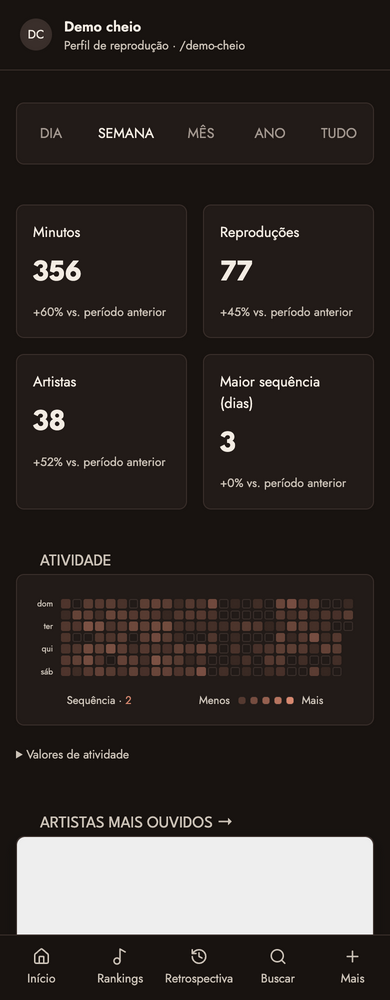 DC
Demo cheio
Perfil de reprodução · /demo-cheio
DIA SEMANA MÊS ANO TUDO
Minutos
356
+60% vs. período anterior
Reproduções
77
+45% vs. período anterior
Artistas
38
+52% vs. período anterior
Maior sequência
(dias)
3
+0% vs. período anterior
ATIVIDADE
dom
ter
qui
sáb
Sequência · 2
Menos
Mais
Valores de atividade
ARTISTAS MAIS OUVIDOS →
Início Rankings Retrospectiva Buscar Mais